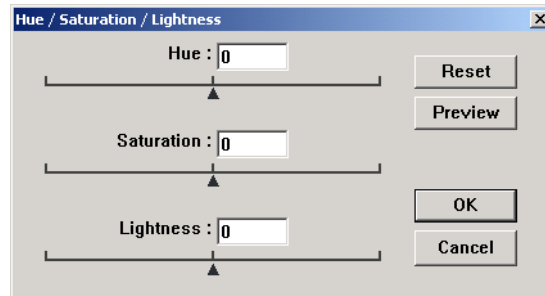 Hue / Saturation / Lightness
Hue : 0
Reset
Preview
Saturation : 0
OK
Lightness : 0
Cancel